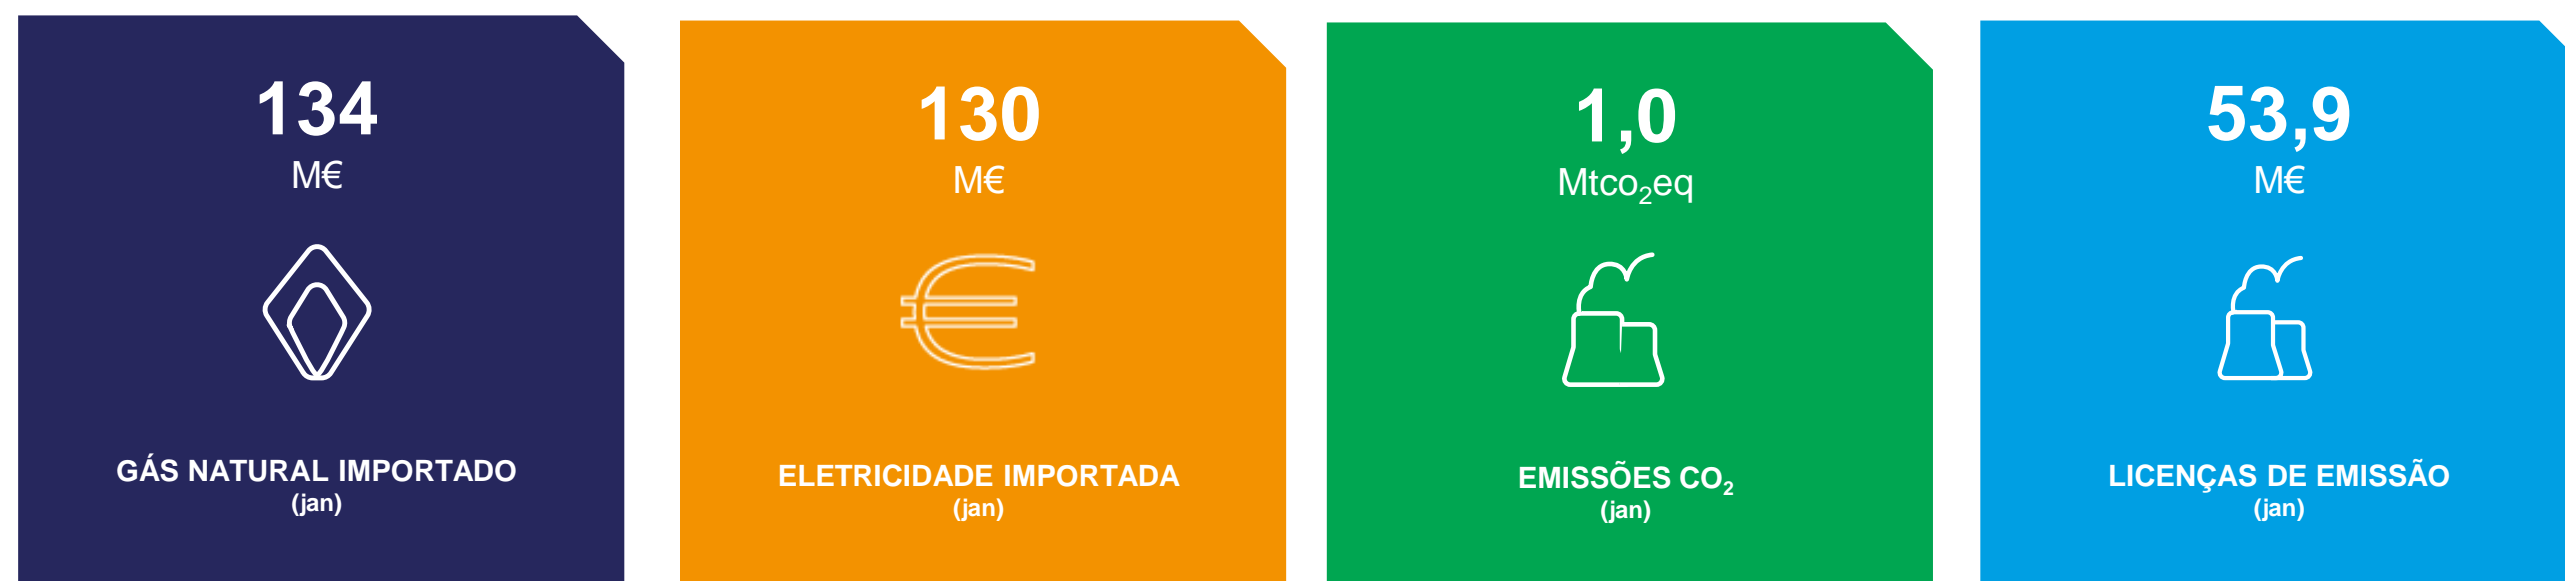 134
M€
GÁS NATURAL IMPORTADO
(jan)
130
M€
ELETRICIDADE IMPORTADA
(jan)
1,0
Mtco₂eq
EMISSÕES CO₂
(jan)
53,9
M€
LICENÇAS DE EMISSÃO
(jan)